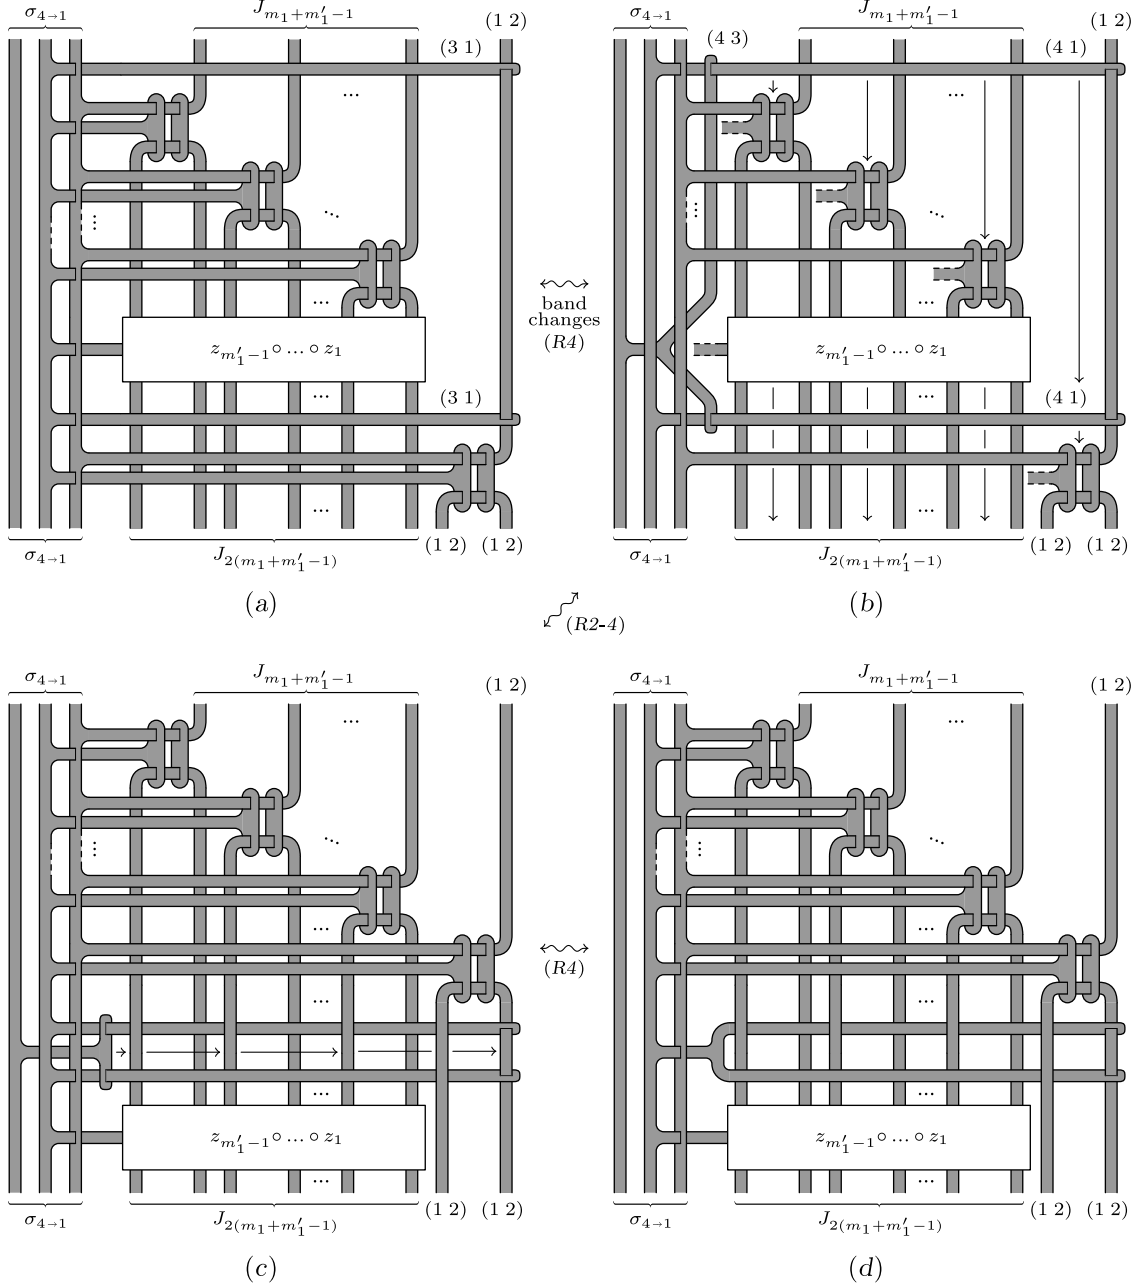 σ₄→₁ J_{m₁+m′₁−1} (1 2) σ₄→₁ J_{m₁+m′₁−1} (1 2)
(3 1) (4 3) (4 1)
... ...
⋮ ⋱ ⋮ ⋱
... band changes (R4) ...
z_{m′₁−1} ∘ ... ∘ z₁ z_{m′₁−1} ∘ ... ∘ z₁
... (3 1) ... (4 1)
... ...
σ₄→₁ J_{2(m₁+m′₁−1)} (1 2) (1 2) σ₄→₁ J_{2(m₁+m′₁−1)} (1 2) (1 2)
(a) (b)
(R2-4)
σ₄→₁ J_{m₁+m′₁−1} (1 2) σ₄→₁ J_{m₁+m′₁−1} (1 2)
... ...
⋮ ⋱ ⋮ ⋱
... (R4) ...
... ...
... ...
z_{m′₁−1} ∘ ... ∘ z₁ z_{m′₁−1} ∘ ... ∘ z₁
... ...
σ₄→₁ J_{2(m₁+m′₁−1)} (1 2) (1 2) σ₄→₁ J_{2(m₁+m′₁−1)} (1 2) (1 2)
(c) (d)